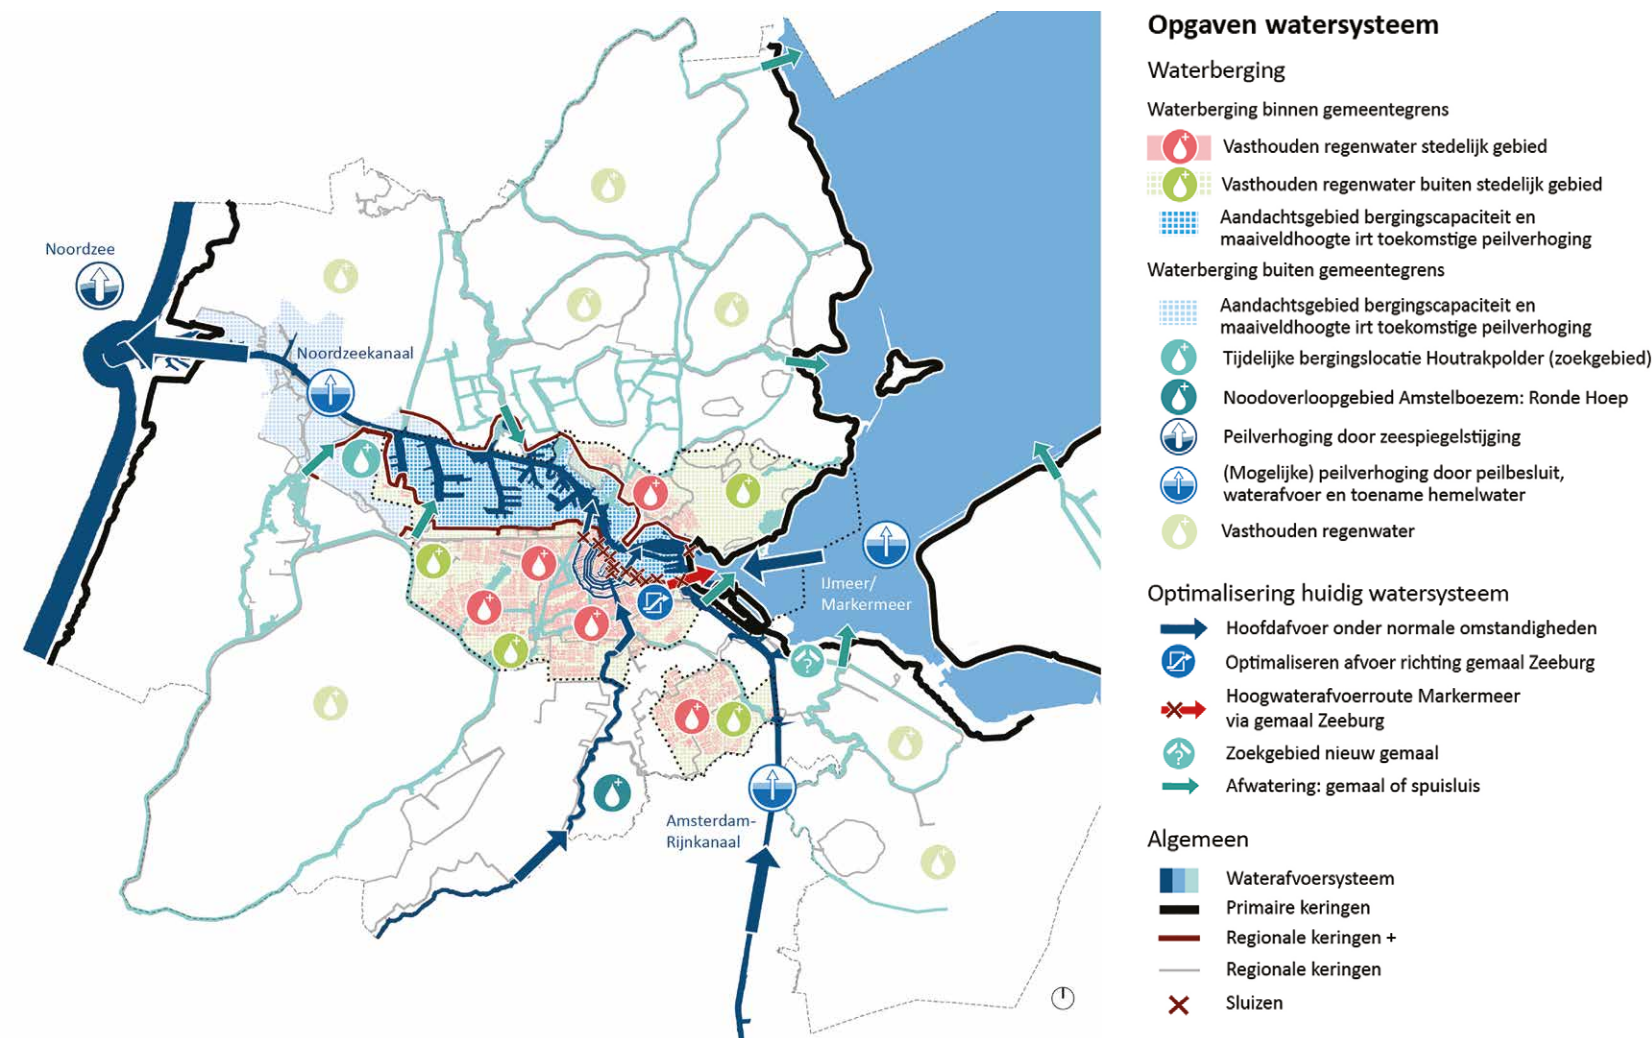 Noordzee
Noordzeekanaal
IJmeer/
Markermeer
Amsterdam-
Rijnkanaal
Opgaven watersysteem
Waterberging
Waterberging binnen gemeentegrens
Vasthouden regenwater stedelijk gebied
Vasthouden regenwater buiten stedelijk gebied
Aandachtsgebied bergingscapaciteit en
maaiveldhoogte irt toekomstige peilverhoging
Waterberging buiten gemeentegrens
Aandachtsgebied bergingscapaciteit en
maaiveldhoogte irt toekomstige peilverhoging
Tijdelijke bergingslocatie Houtrakpolder (zoekgebied)
Noodoverloopgebied Amstelboezem: Ronde Hoep
Peilverhoging door zeespiegelstijging
(Mogelijke) peilverhoging door peilbesluit,
waterafvoer en toename hemelwater
Vasthouden regenwater
Optimalisering huidig watersysteem
Hoofdafvoer onder normale omstandigheden
Optimaliseren afvoer richting gemaal Zeeburg
Hoogwaterafvoerroute Markermeer
via gemaal Zeeburg
Zoekgebied nieuw gemaal
Afwatering: gemaal of spuisluis
Algemeen
Waterafvoersysteem
Primaire keringen
Regionale keringen +
Regionale keringen
Sluizen